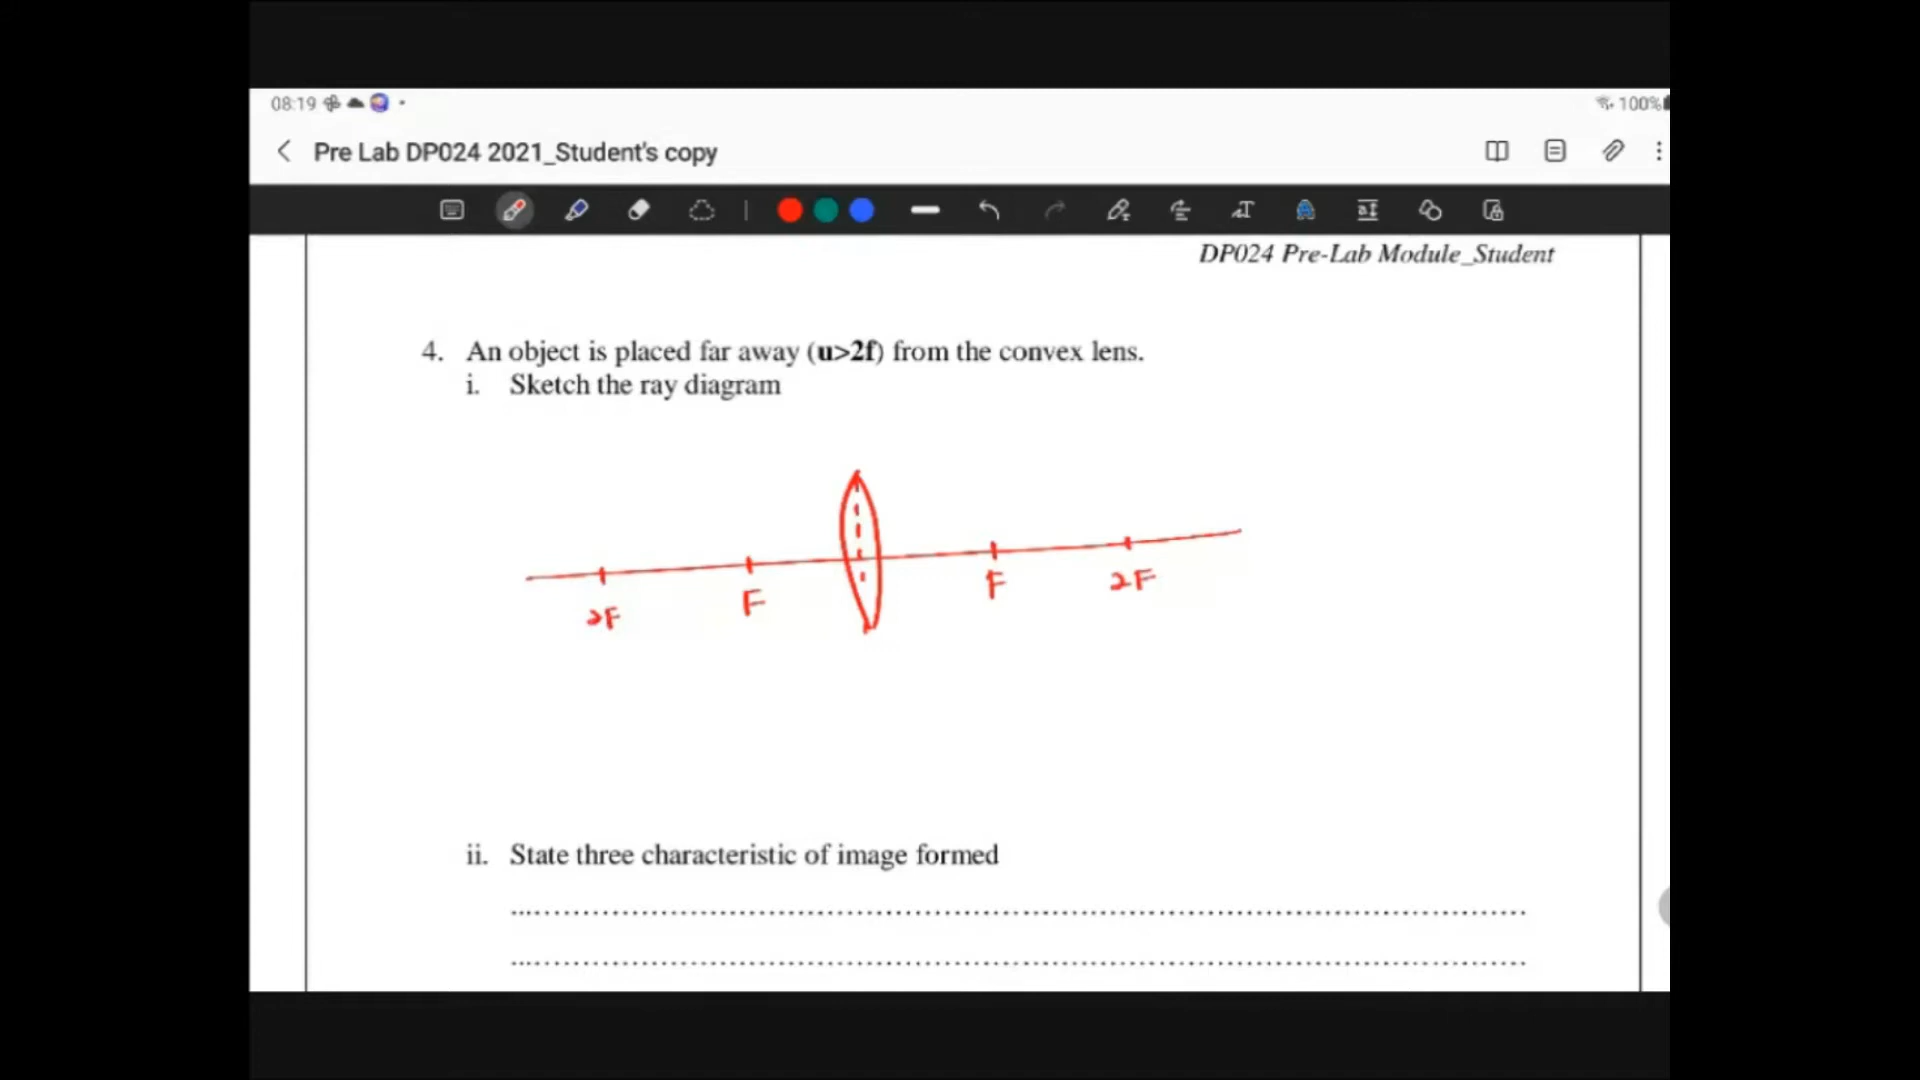 08:19
100%
Pre Lab DP024 2021_Student's copy
DP024 Pre-Lab Module_Student
4. An object is placed far away (u>2f) from the convex lens.
i. Sketch the ray diagram
2F F F 2F
ii. State three characteristic of image formed